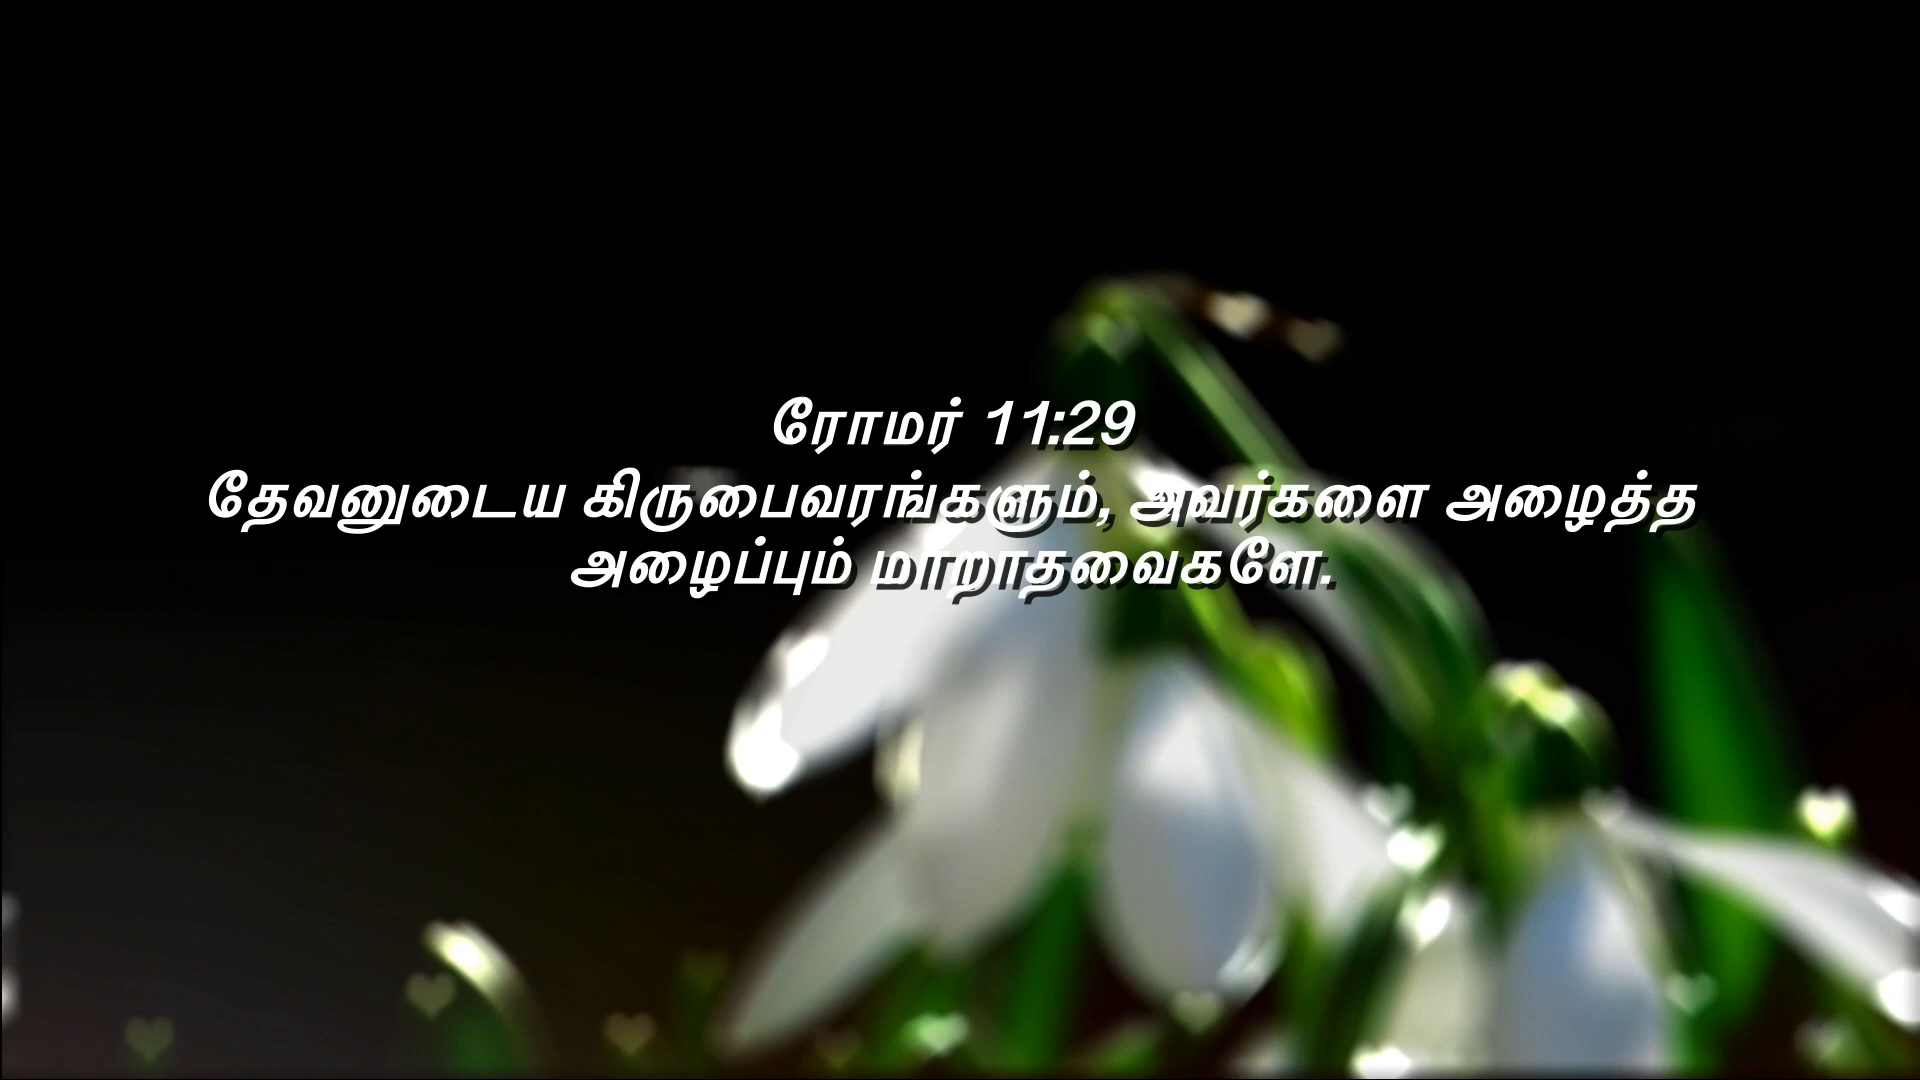 ரோமர் 11:29
தேவனுடைய கிருபைவரங்களும், அவர்களை அழைத்த
அழைப்பும் மாறாதவைகளே.